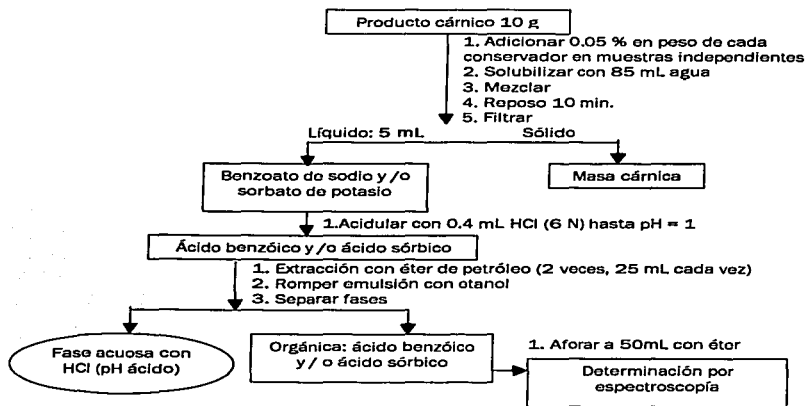 Producto cárnico 10 g
1. Adicionar 0.05 % en peso de cada
conservador en muestras independientes
2. Solubilizar con 85 mL agua
3. Mezclar
4. Reposo 10 min.
5. Filtrar
Líquido: 5 mL
Sólido
Benzoato de sodio y /o
sorbato de potasio
Masa cárnica
1.Acidular con 0.4 mL HCl (6 N) hasta pH = 1
Ácido benzóico y /o ácido sórbico
1. Extracción con éter de petróleo (2 veces, 25 mL cada vez)
2. Romper emulsión con etanol
3. Separar fases
Fase acuosa con
HCl (pH ácido)
Orgánica: ácido benzóico
y / o ácido sórbico
1. Aforar a 50mL con éter
Determinación por
espectroscopía